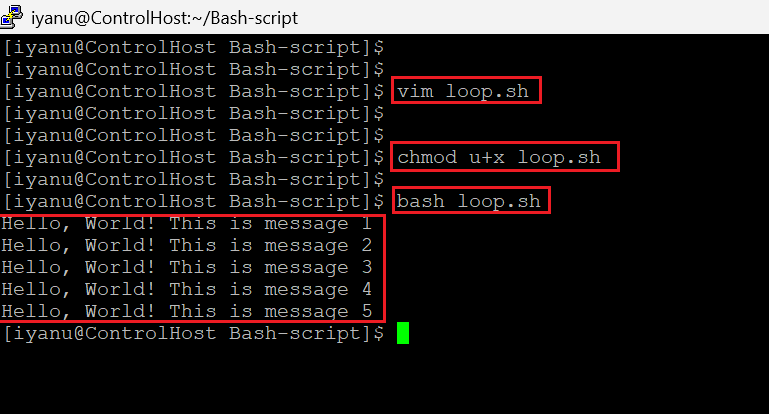 iyanu@ControlHost:~/Bash-script
[iyanu@ControlHost Bash-script]$
[iyanu@ControlHost Bash-script]$
[iyanu@ControlHost Bash-script]$ vim loop.sh
[iyanu@ControlHost Bash-script]$
[iyanu@ControlHost Bash-script]$
[iyanu@ControlHost Bash-script]$ chmod u+x loop.sh
[iyanu@ControlHost Bash-script]$
[iyanu@ControlHost Bash-script]$ bash loop.sh
Hello, World! This is message 1
Hello, World! This is message 2
Hello, World! This is message 3
Hello, World! This is message 4
Hello, World! This is message 5
[iyanu@ControlHost Bash-script]$